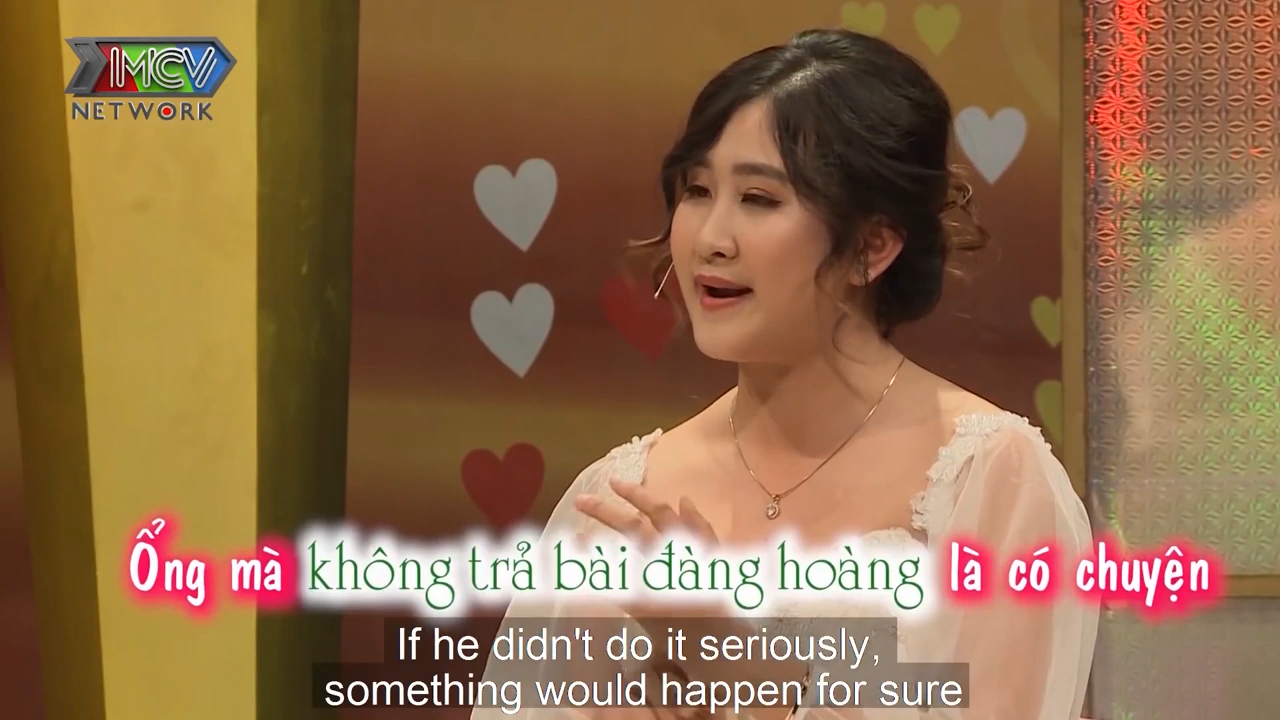 MCV
NETWORK
Ổng mà không trả bài đàng hoàng là có chuyện
If he didn't do it seriously,
something would happen for sure